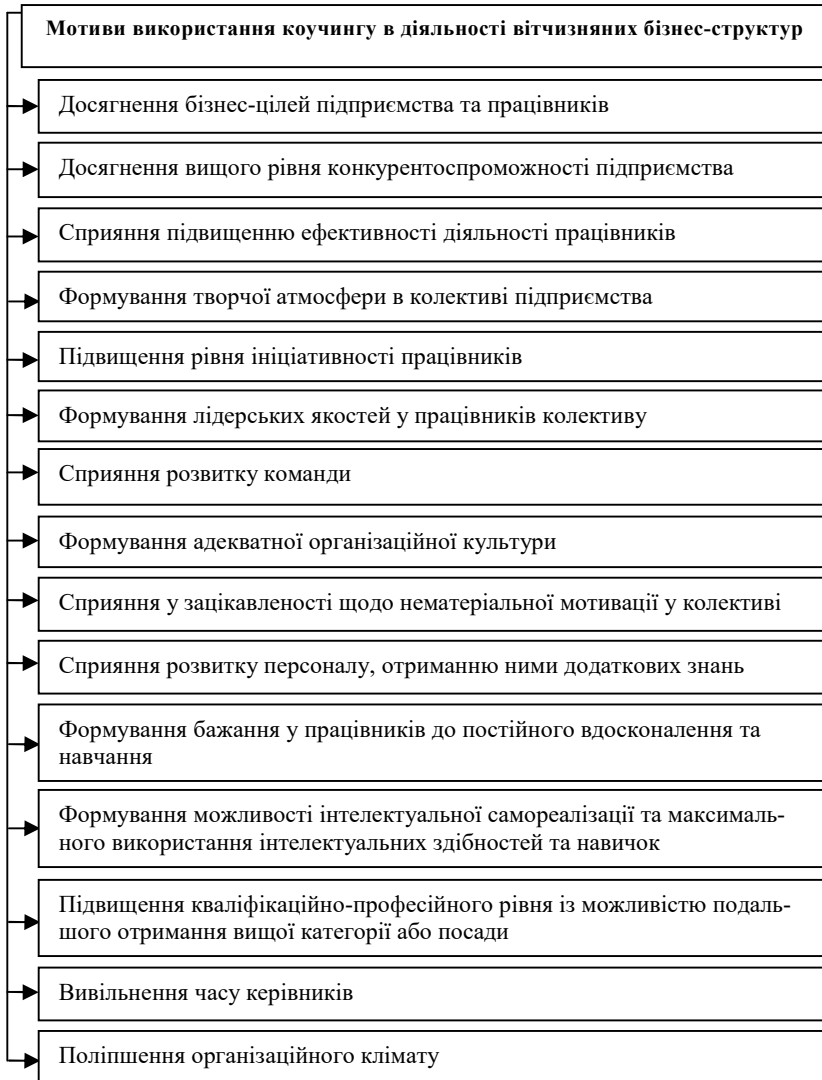 Мотиви використання коучингу в діяльності вітчизняних бізнес-структур
Досягнення бізнес-цілей підприємства та працівників
Досягнення вищого рівня конкурентоспроможності підприємства
Сприяння підвищенню ефективності діяльності працівників
Формування творчої атмосфери в колективі підприємства
Підвищення рівня ініціативності працівників
Формування лідерських якостей у працівників колективу
Сприяння розвитку команди
Формування адекватної організаційної культури
Сприяння у зацікавленості щодо нематеріальної мотивації у колективі
Сприяння розвитку персоналу, отриманню ними додаткових знань
Формування бажання у працівників до постійного вдосконалення та
навчання
Формування можливості інтелектуальної самореалізації та максималь-
ного використання інтелектуальних здібностей та навичок
Підвищення кваліфікаційно-професійного рівня із можливістю подаль-
шого отримання вищої категорії або посади
Вивільнення часу керівників
Поліпшення організаційного клімату